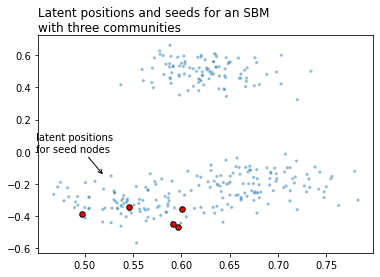 Latent positions and seeds for an SBM
with three communities
0.6
0.4
0.2
latent positions
for seed nodes
0.0
−0.2
−0.4
−0.6
0.50 0.55 0.60 0.65 0.70 0.75